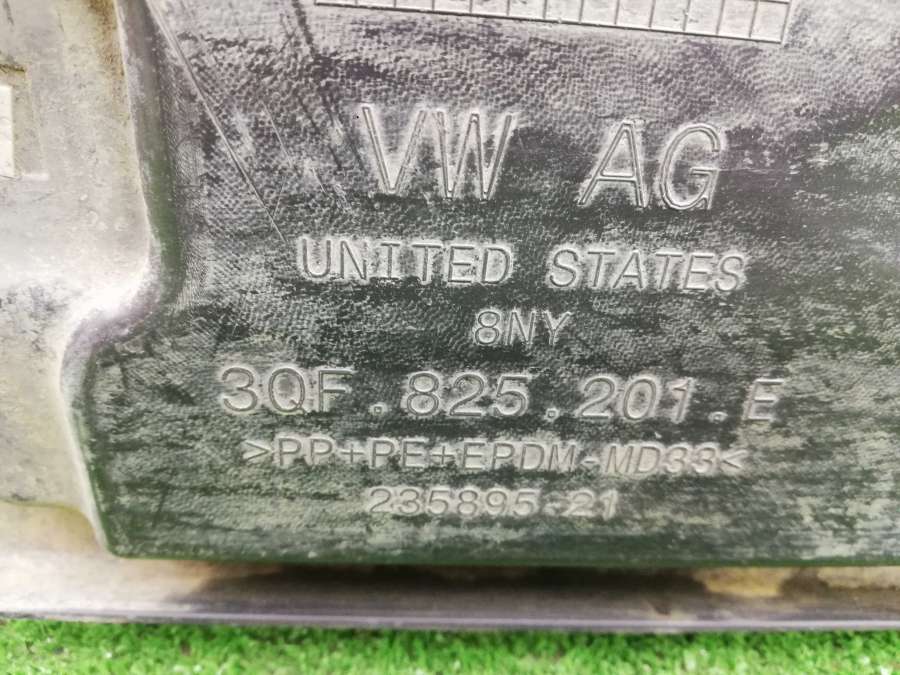 VW AG
UNITED STATES
8NY
3QF.825.201.E
>PP+PE+EPDM-MD33<
235895-21